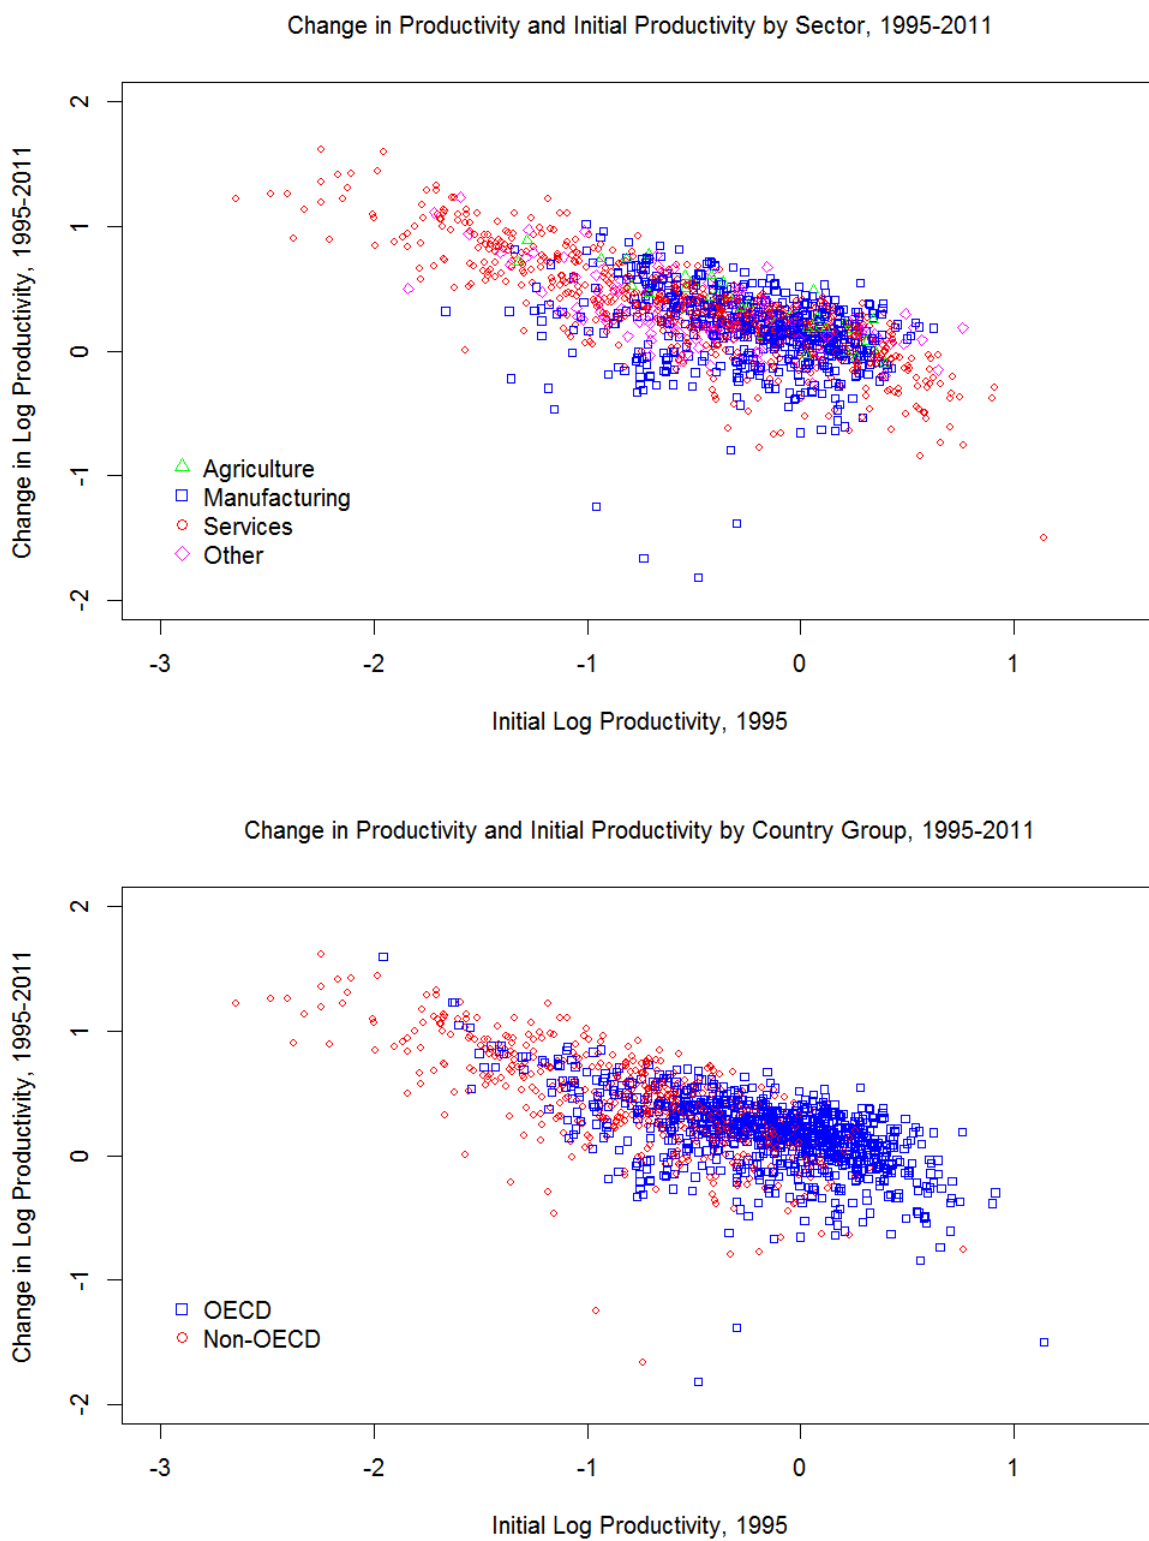 Change in Productivity and Initial Productivity by Sector, 1995-2011
Change in Log Productivity, 1995-2011
2
1
0
-1
-2
Agriculture
Manufacturing
Services
Other
-3
-2
-1
0
1
Initial Log Productivity, 1995
Change in Productivity and Initial Productivity by Country Group, 1995-2011
Change in Log Productivity, 1995-2011
2
1
0
-1
-2
OECD
Non-OECD
-3
-2
-1
0
1
Initial Log Productivity, 1995